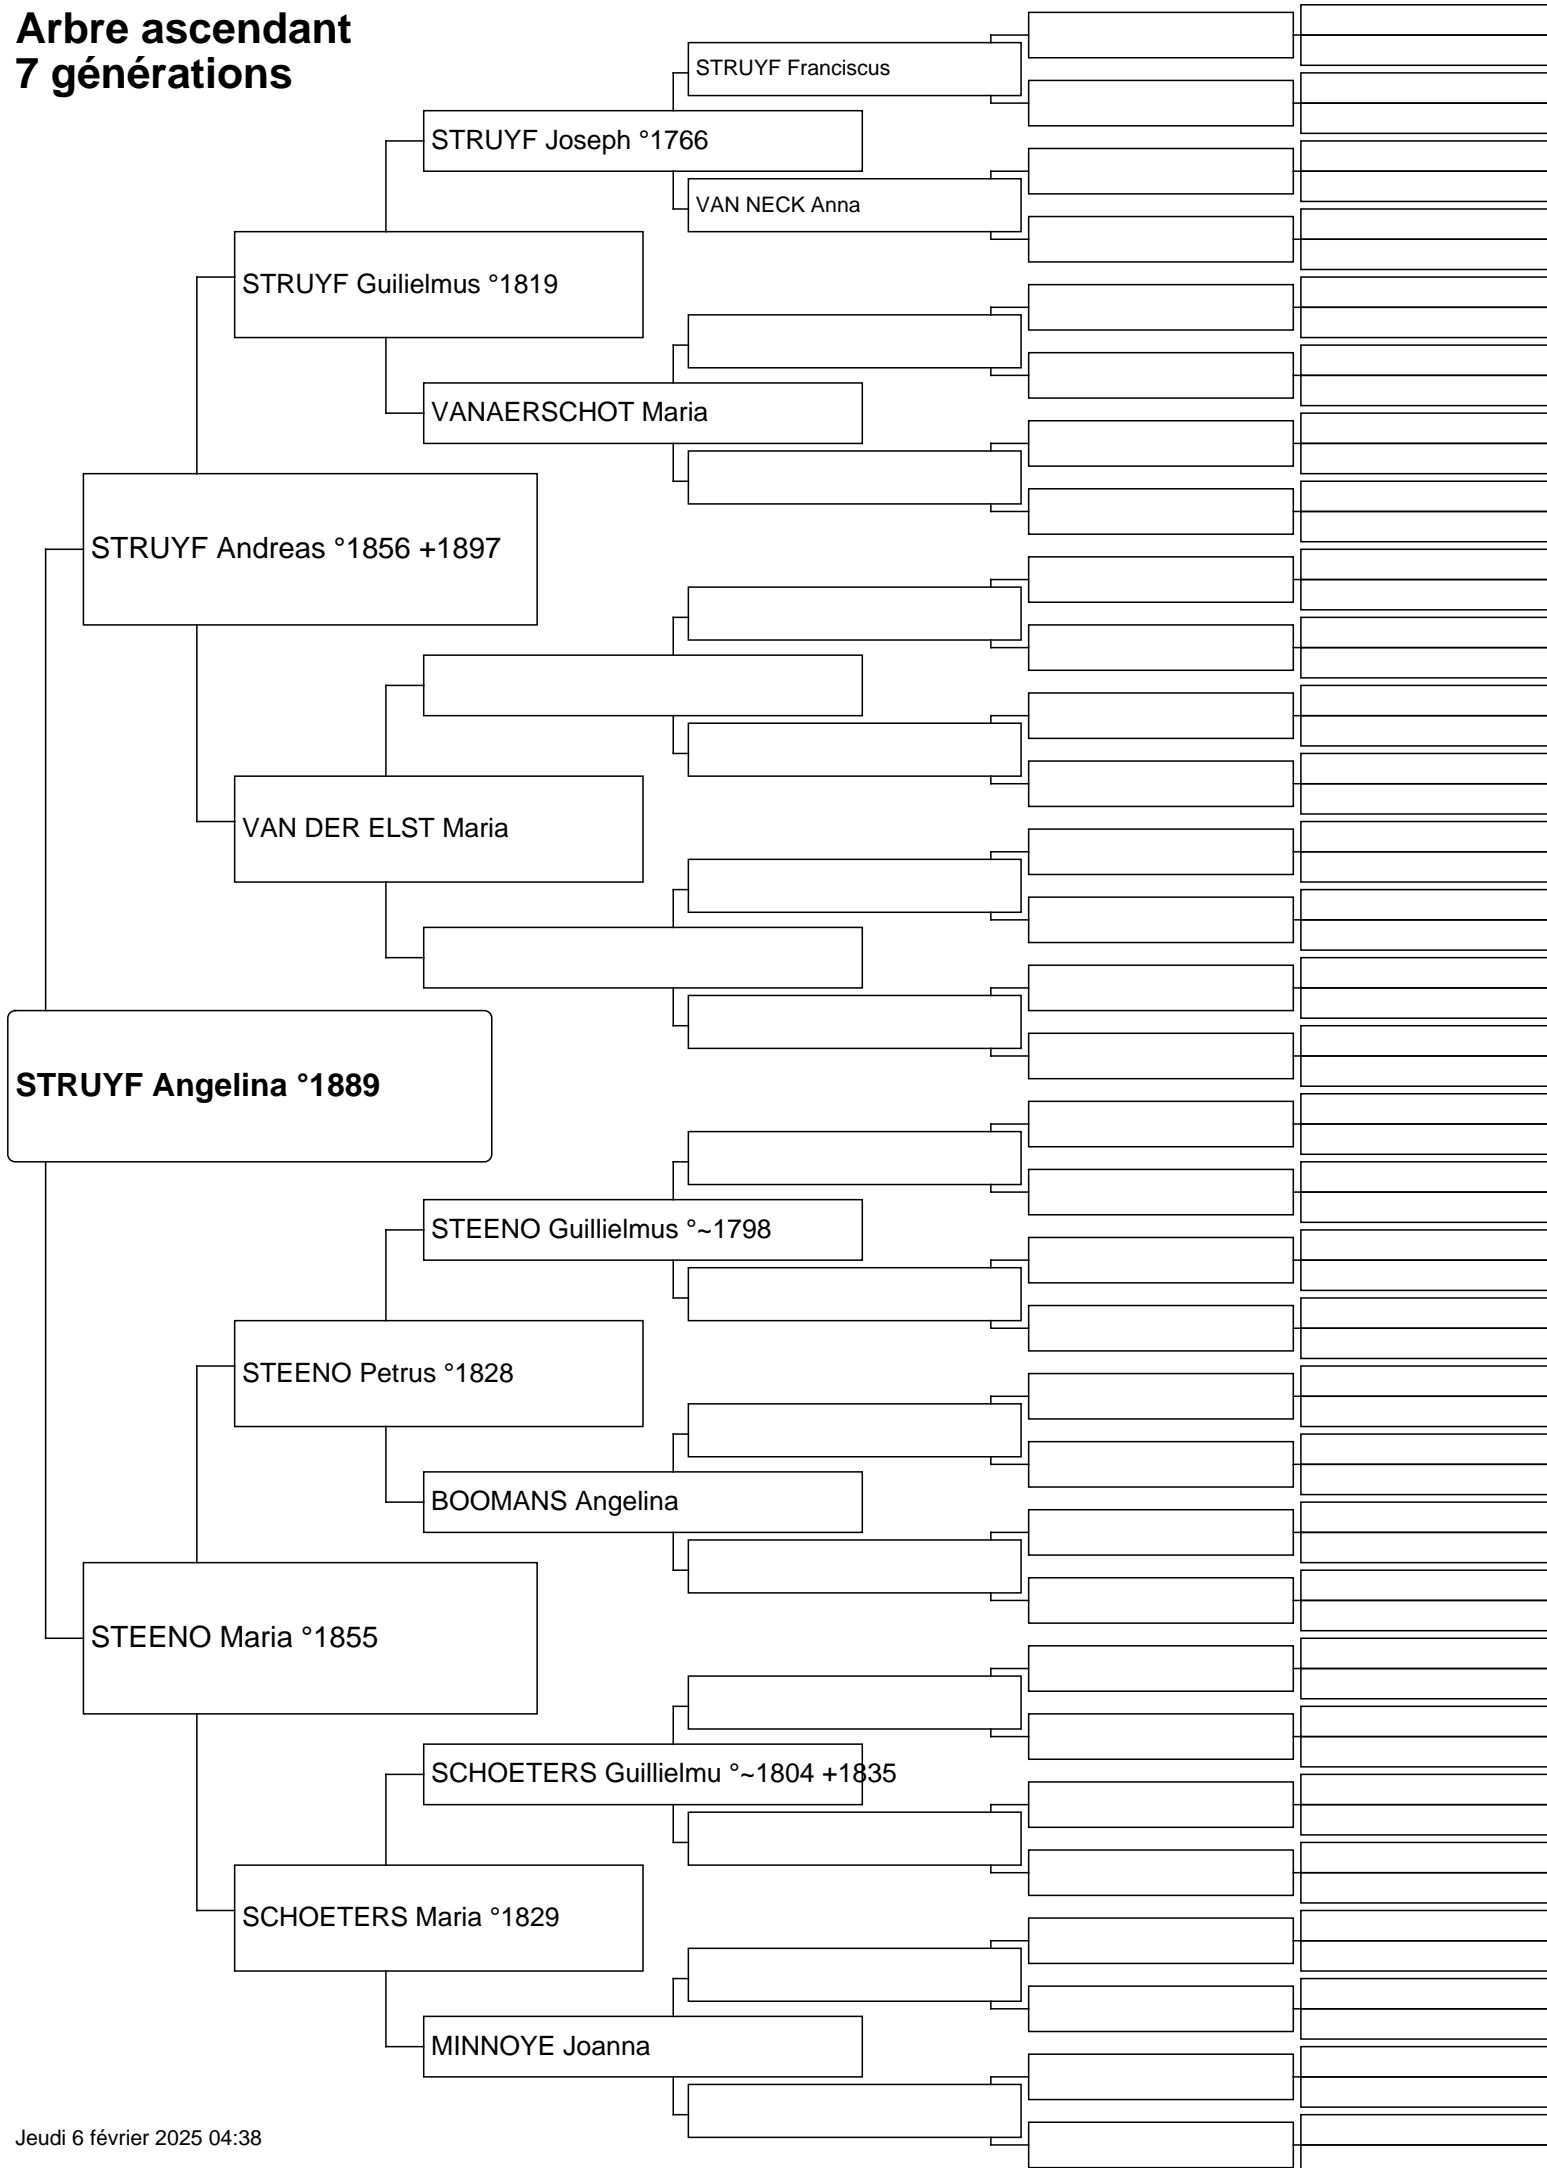 Arbre ascendant
7 générations
STRUYF Franciscus
STRUYF Joseph °1766
VAN NECK Anna
STRUYF Guilielmus °1819
VANAERSCHOT Maria
STRUYF Andreas °1856 +1897
VAN DER ELST Maria
STRUYF Angelina °1889
STEENO Guillielmus °~1798
STEENO Petrus °1828
BOOMANS Angelina
STEENO Maria °1855
SCHOETERS Guillielmu °~1804 +1835
SCHOETERS Maria °1829
MINNOYE Joanna
Jeudi 6 février 2025 04:38